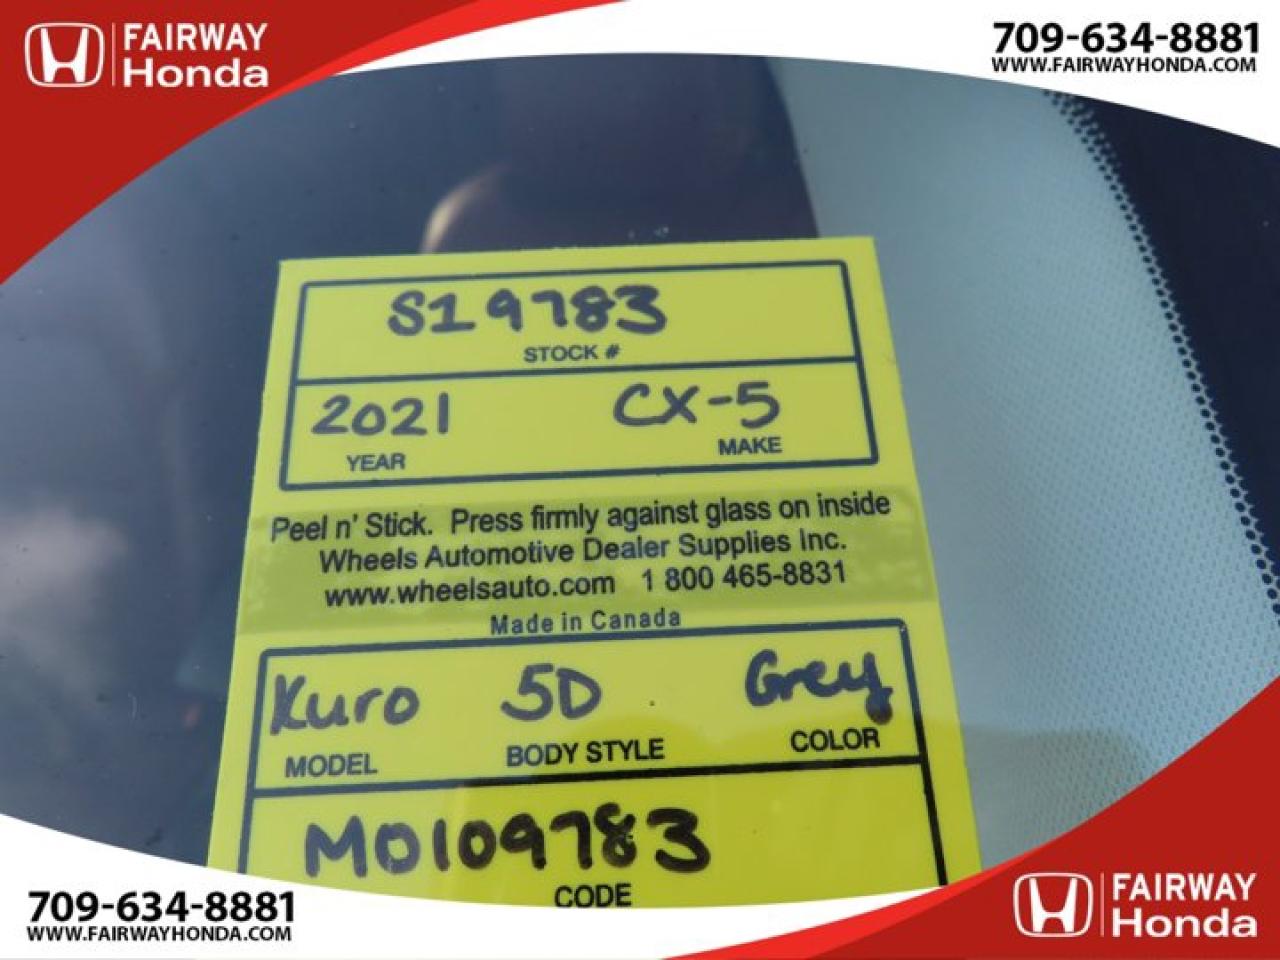 FAIRWAY
Honda
709-634-8881
WWW.FAIRWAYHONDA.COM
S19783
STOCK #
2021 CX-5
YEAR MAKE
Peel n' Stick. Press firmly against glass on inside
Wheels Automotive Dealer Supplies Inc.
www.wheelsauto.com 1 800 465-8831
Made in Canada
Kuro 5D Grey
MODEL BODY STYLE COLOR
M0109783
CODE
709-634-8881
WWW.FAIRWAYHONDA.COM
FAIRWAY
Honda